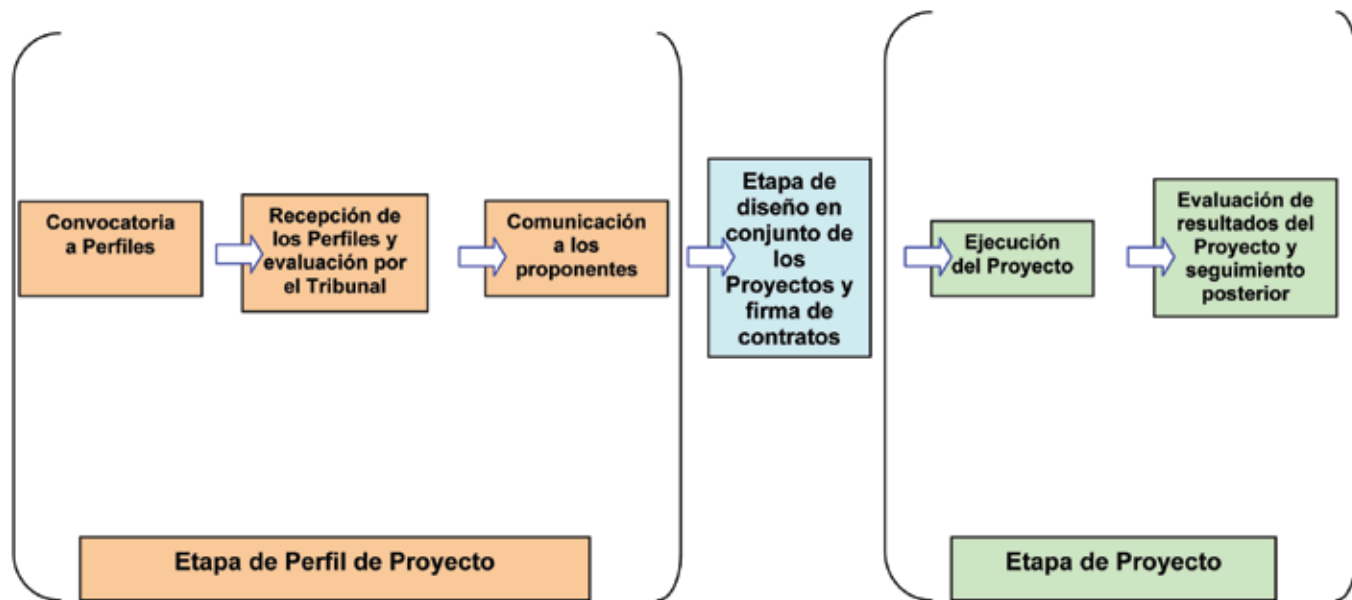 Convocatoria
a Perfiles
Recepción de
los Perfiles y
evaluación por
el Tribunal
Comunicación
a los
proponentes
Etapa de
diseño en
conjunto de
los
Proyectos y
firma de
contratos
Ejecución
del Proyecto
Evaluación de
resultados del
Proyecto y
seguimiento
posterior
Etapa de Perfil de Proyecto
Etapa de Proyecto